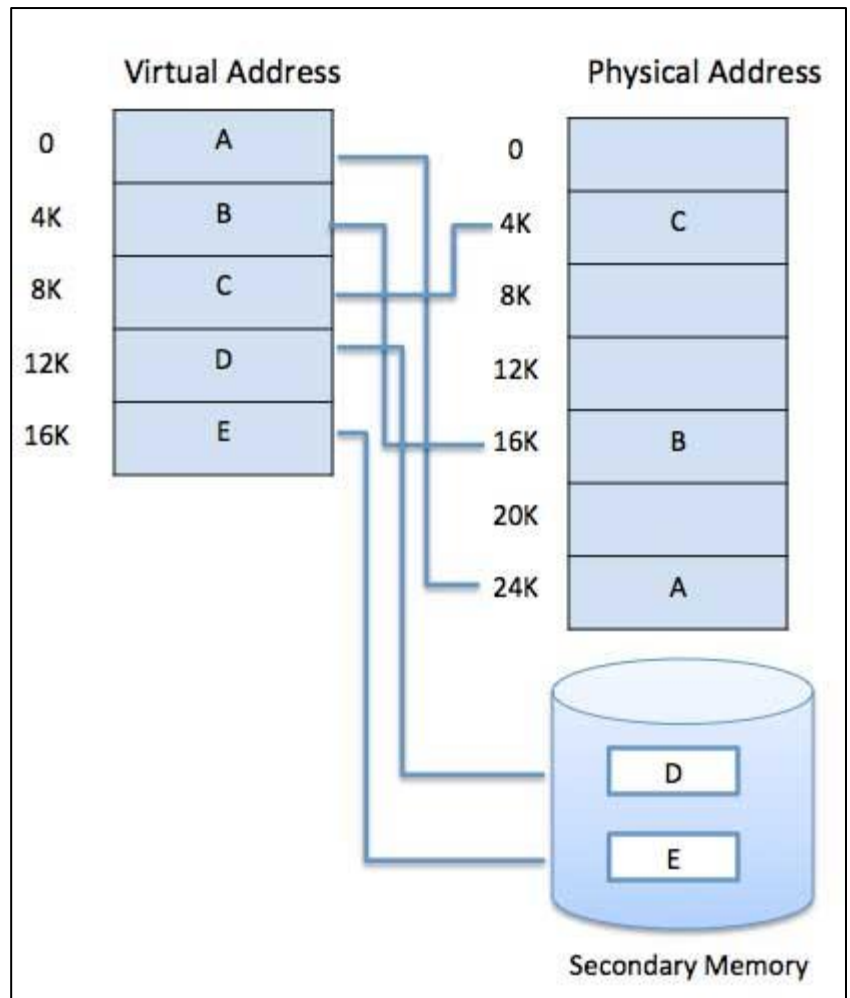 Virtual Address
0
A
4K
B
8K
C
12K
D
16K
E
Physical Address
0
4K
C
8K
12K
16K
B
20K
24K
A
D
E
Secondary Memory